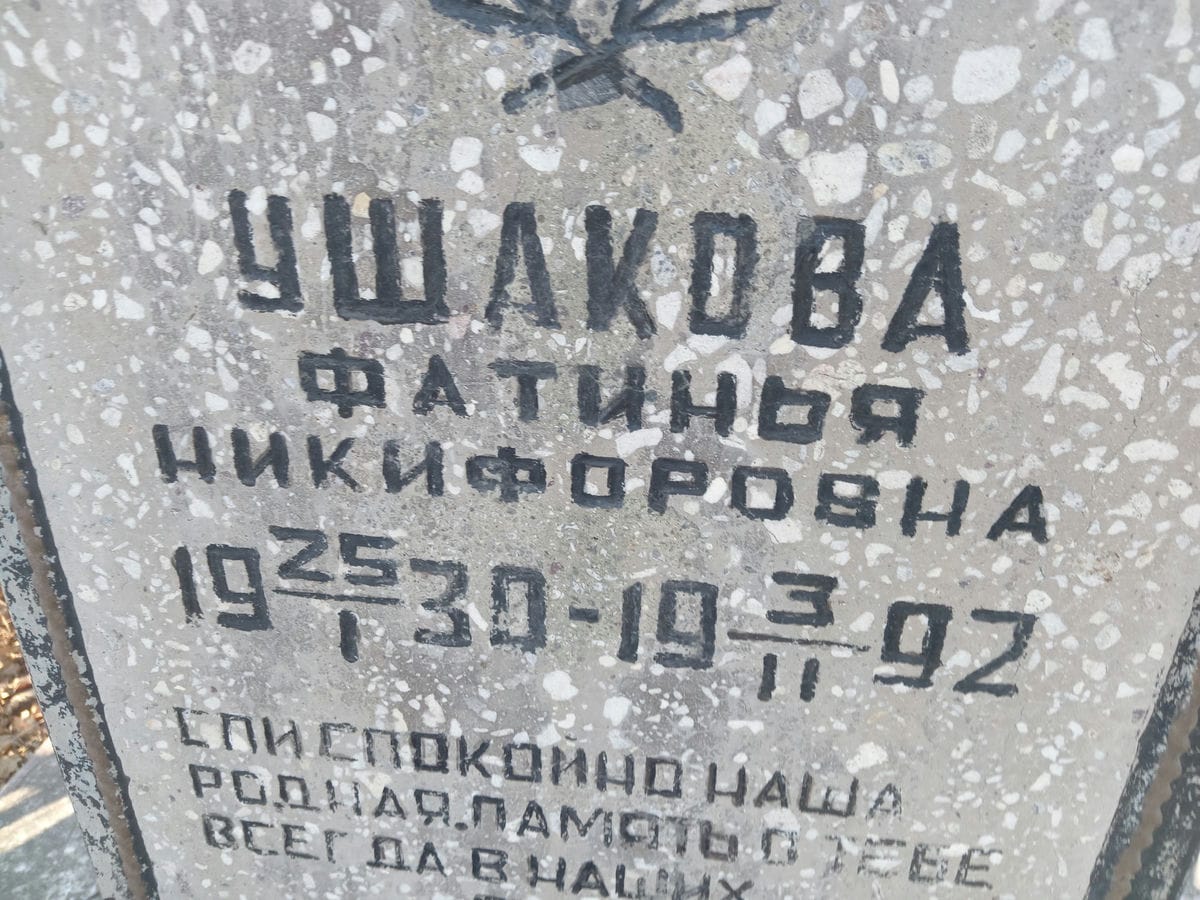 УШАКОВА
ФАТИНЬЯ
НИКИФОРОВНА
19 25/I 30 - 19 3/II 92
СПИ СПОКОЙНО НАША
РОДНАЯ. ПАМЯТЬ О ТЕБЕ
ВСЕГДА В НАШИХ